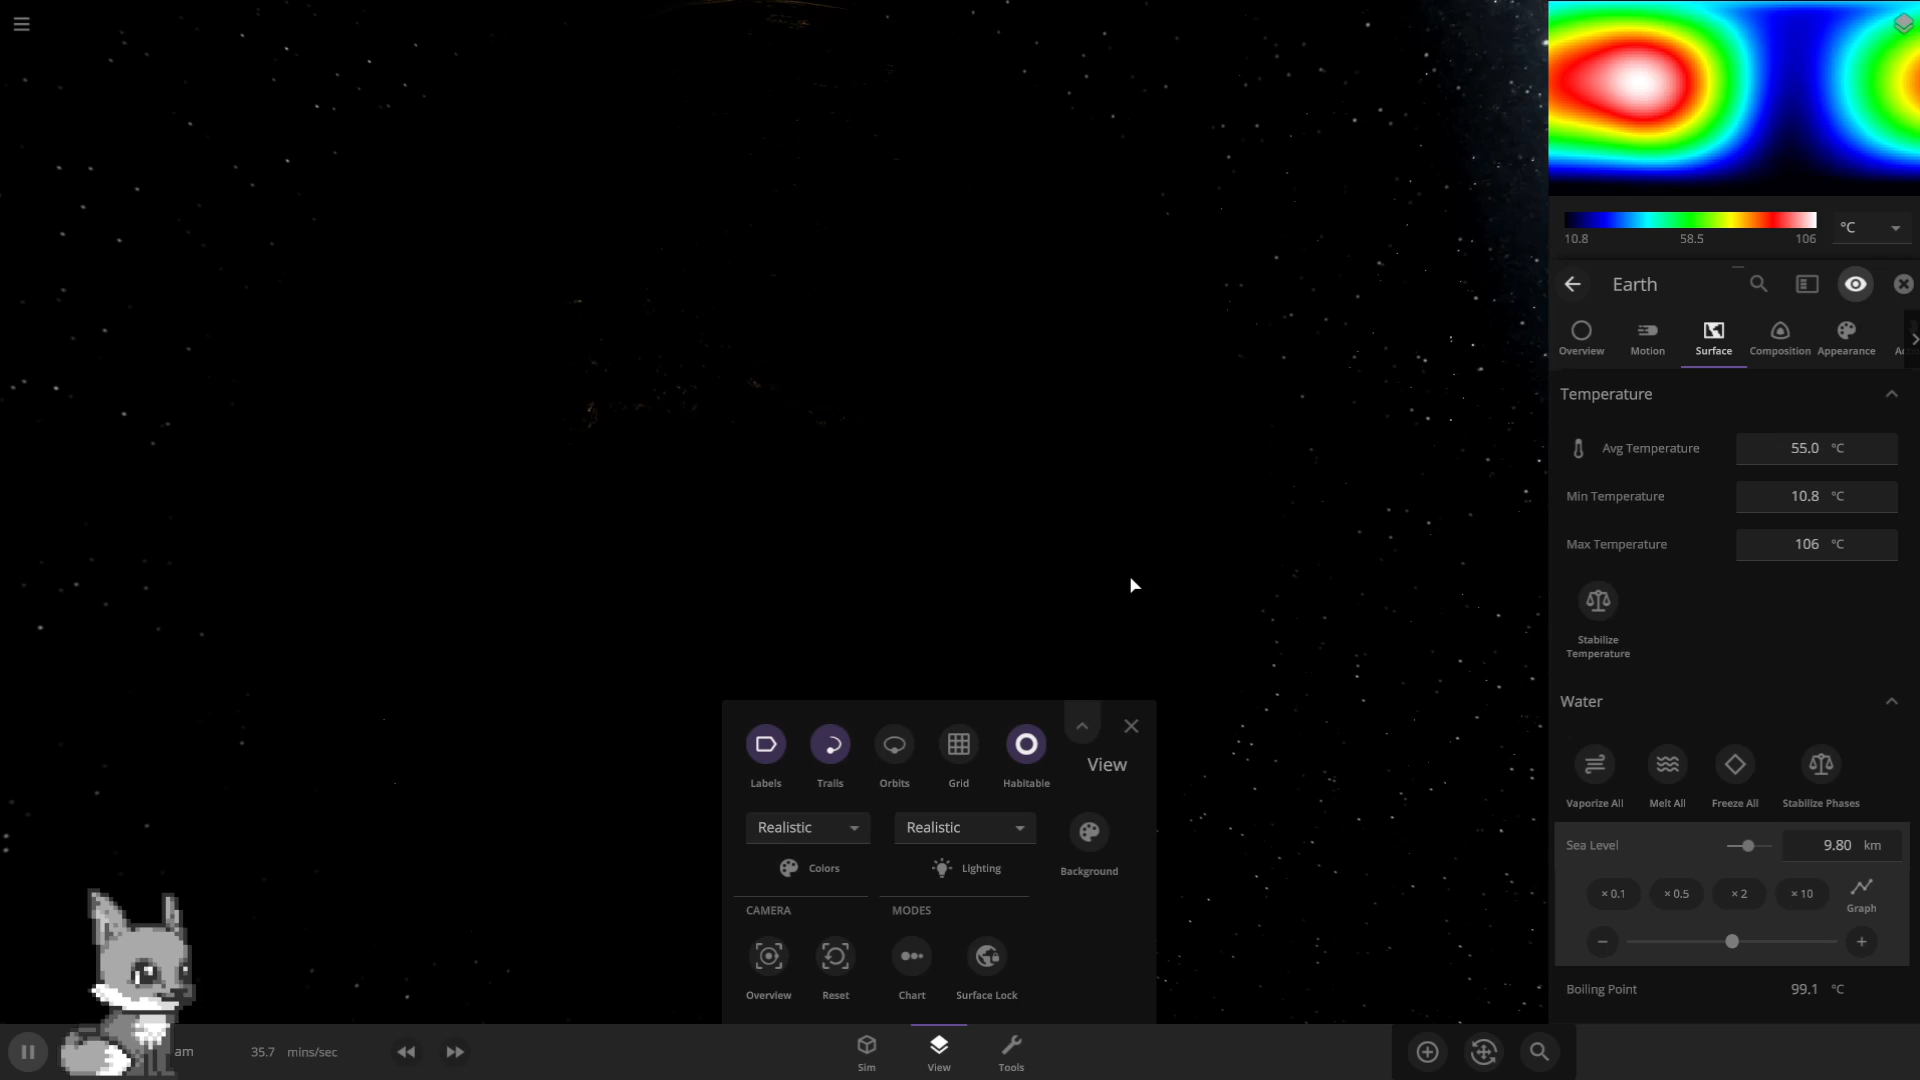 10.8 58.5 106 °C
Earth
Overview Motion Surface Composition Appearance
Temperature
Avg Temperature 55.0 °C
Min Temperature 10.8 °C
Max Temperature 106 °C
Stabilize
Temperature
Water
Vaporize All Melt All Freeze All Stabilize Phases
Sea Level 9.80 km
× 0.1 × 0.5 × 2 × 10 Graph
Boiling Point 99.1 °C
Labels Trails Orbits Grid Habitable View
Realistic Realistic
Colors Lighting Background
CAMERA MODES
Overview Reset Chart Surface Lock
am 35.7 mins/sec
Sim View Tools